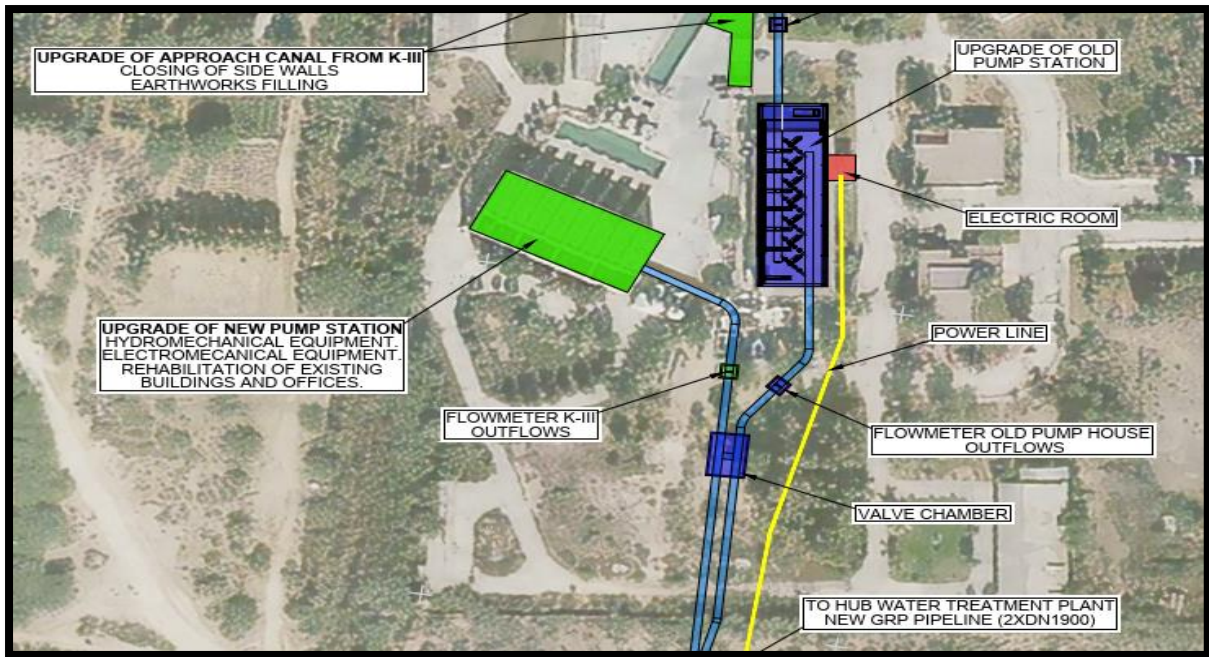 UPGRADE OF APPROACH CANAL FROM K-III
CLOSING OF SIDE WALLS
EARTHWORKS FILLING
UPGRADE OF OLD
PUMP STATION
ELECTRIC ROOM
UPGRADE OF NEW PUMP STATION
HYDROMECHANICAL EQUIPMENT.
ELECTROMECANICAL EQUIPMENT.
REHABILITATION OF EXISTING
BUILDINGS AND OFFICES.
POWER LINE
FLOWMETER K-III
OUTFLOWS
FLOWMETER OLD PUMP HOUSE
OUTFLOWS
VALVE CHAMBER
TO HUB WATER TREATMENT PLANT
NEW GRP PIPELINE (2XDN1900)